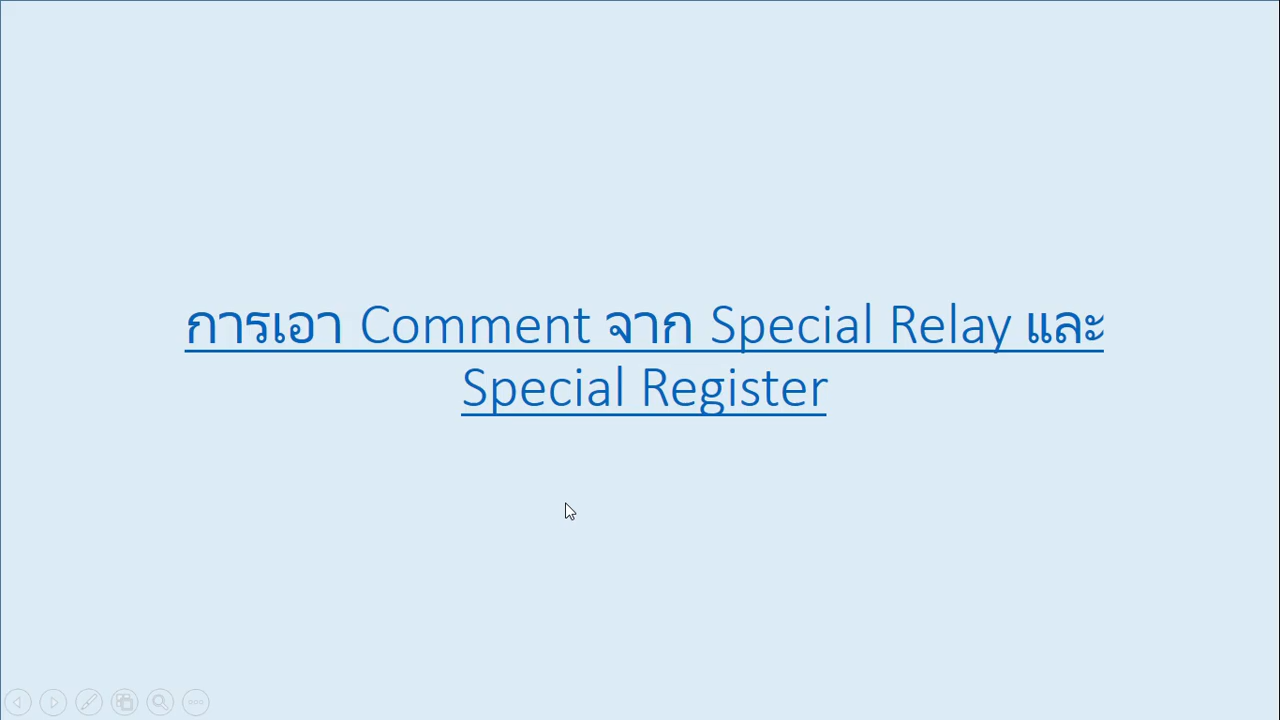 การเอา Comment จาก Special Relay และ
Special Register